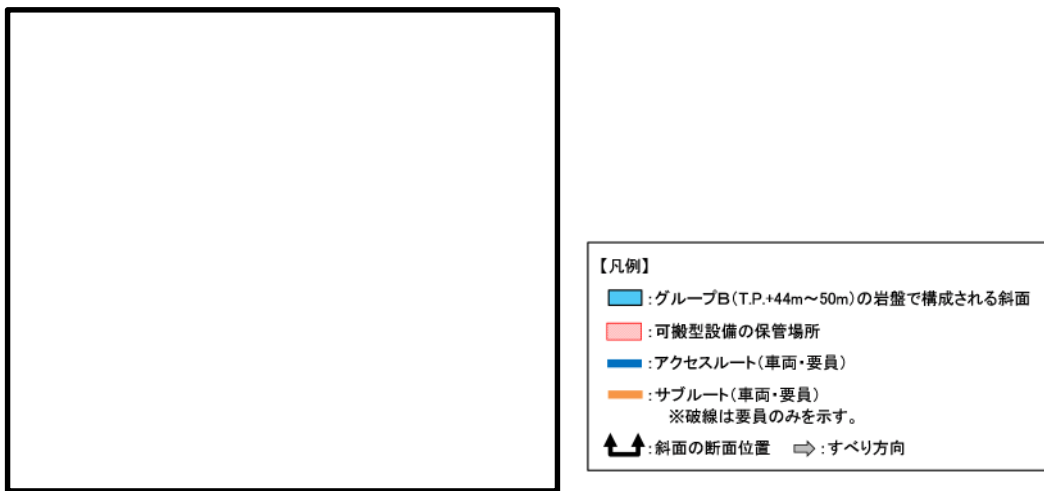 【凡例】
:グループB(T.P.+44m～50m)の岩盤で構成される斜面
:可搬型設備の保管場所
:アクセスルート(車両・要員)
:サブルート(車両・要員)
※破線は要員のみを示す。
:斜面の断面位置 :すべり方向